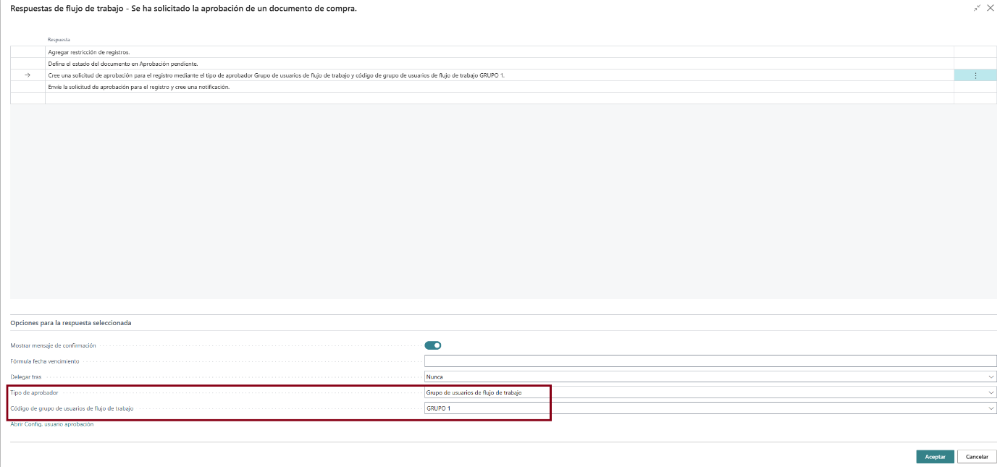 Respuestas de flujo de trabajo - Se ha solicitado la aprobación de un documento de compra.
Respuesta
Agregar restricción de registros.
Defina el estado del documento en Aprobación pendiente.
Cree una solicitud de aprobación para el registro mediante el tipo de aprobador Grupo de usuarios de flujo de trabajo y código de grupo de usuarios de flujo de trabajo GRUPO 1.
Envíe la solicitud de aprobación para el registro y cree una notificación.
Opciones para la respuesta seleccionada
Mostrar mensaje de confirmación
Fórmula fecha vencimiento
Delegar tras Nunca
Tipo de aprobador Grupo de usuarios de flujo de trabajo
Código de grupo de usuarios de flujo de trabajo GRUPO 1
Abrir Config. usuario aprobación
Aceptar Cancelar